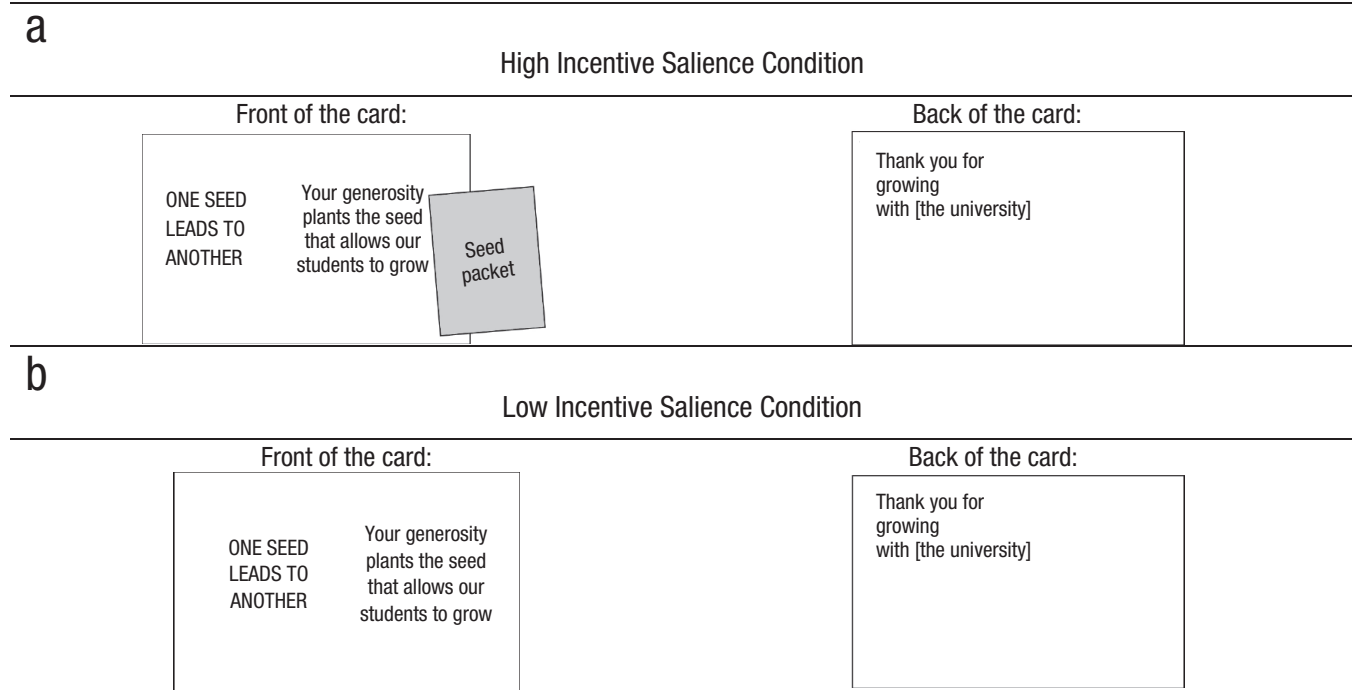 a
High Incentive Salience Condition
Front of the card:
Back of the card:
ONE SEED
LEADS TO
ANOTHER
Your generosity
plants the seed
that allows our
students to grow
Seed
packet
Thank you for
growing
with [the university]
b
Low Incentive Salience Condition
Front of the card:
Back of the card:
ONE SEED
LEADS TO
ANOTHER
Your generosity
plants the seed
that allows our
students to grow
Thank you for
growing
with [the university]